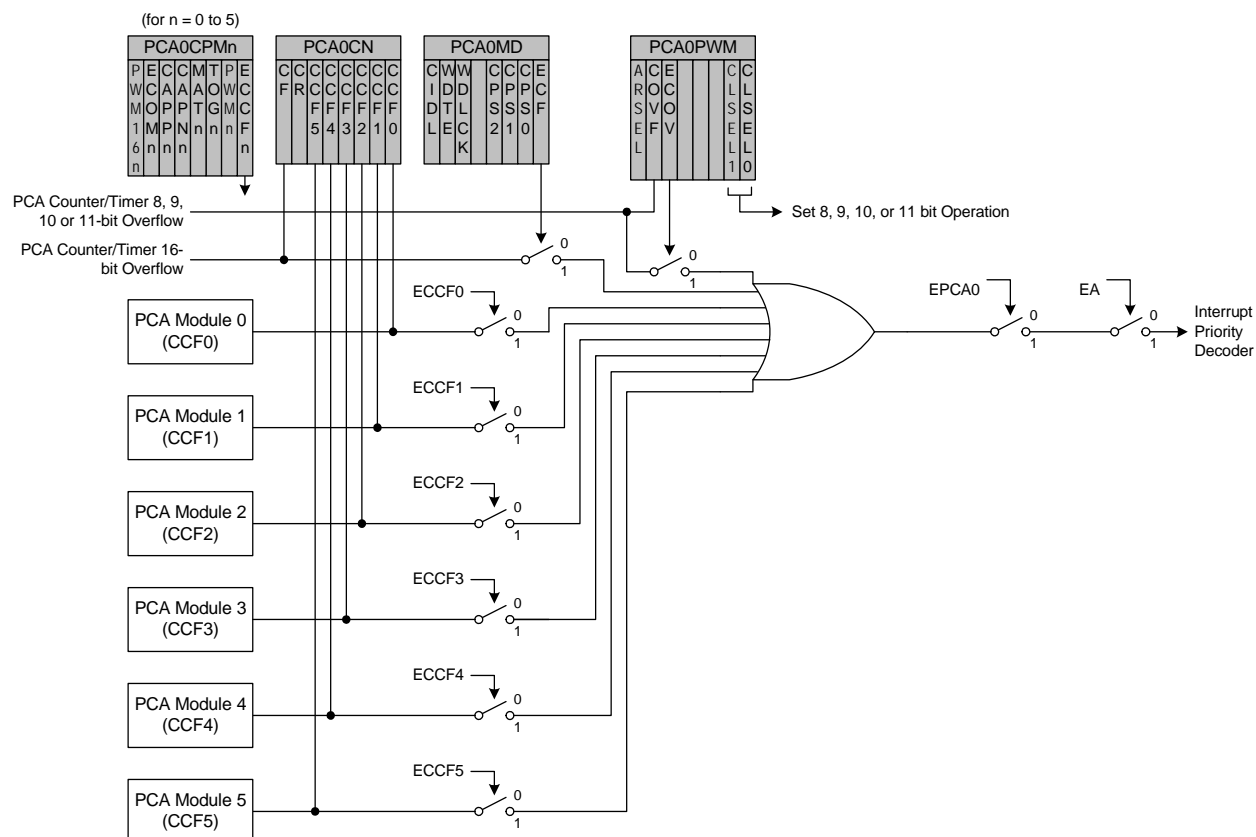 (for n = 0 to 5)
PCA0CPMn
PWM16n
ECOMn
CAPPn
CAPNn
MATn
TOGn
PWMn
ECCFn
PCA0CN
CF
CR
CCF5
CCF4
CCF3
CCF2
CCF1
CCF0
PCA0MD
CIDL
WDTE
WDLCK
CPS2
CPS1
CPS0
ECF
PCA0PWM
ARSEL
COVF
ECOV
CLSEL1
CLSEL0
PCA Counter/Timer 8, 9,
10 or 11-bit Overflow
Set 8, 9, 10, or 11 bit Operation
PCA Counter/Timer 16-
bit Overflow
0
1
0
1
PCA Module 0
(CCF0)
ECCF0
0
1
EPCA0
0
1
EA
0
1
Interrupt
Priority
Decoder
PCA Module 1
(CCF1)
ECCF1
0
1
PCA Module 2
(CCF2)
ECCF2
0
1
PCA Module 3
(CCF3)
ECCF3
0
1
PCA Module 4
(CCF4)
ECCF4
0
1
PCA Module 5
(CCF5)
ECCF5
0
1